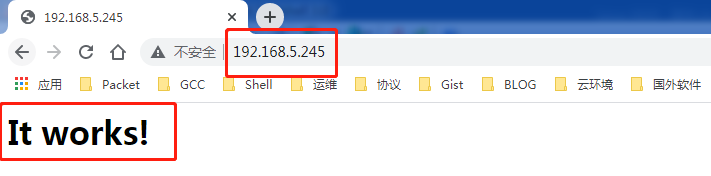 192.168.5.245
不安全 192.168.5.245
应用 Packet GCC Shell 运维 协议 Gist BLOG 云环境 国外软件
It works!